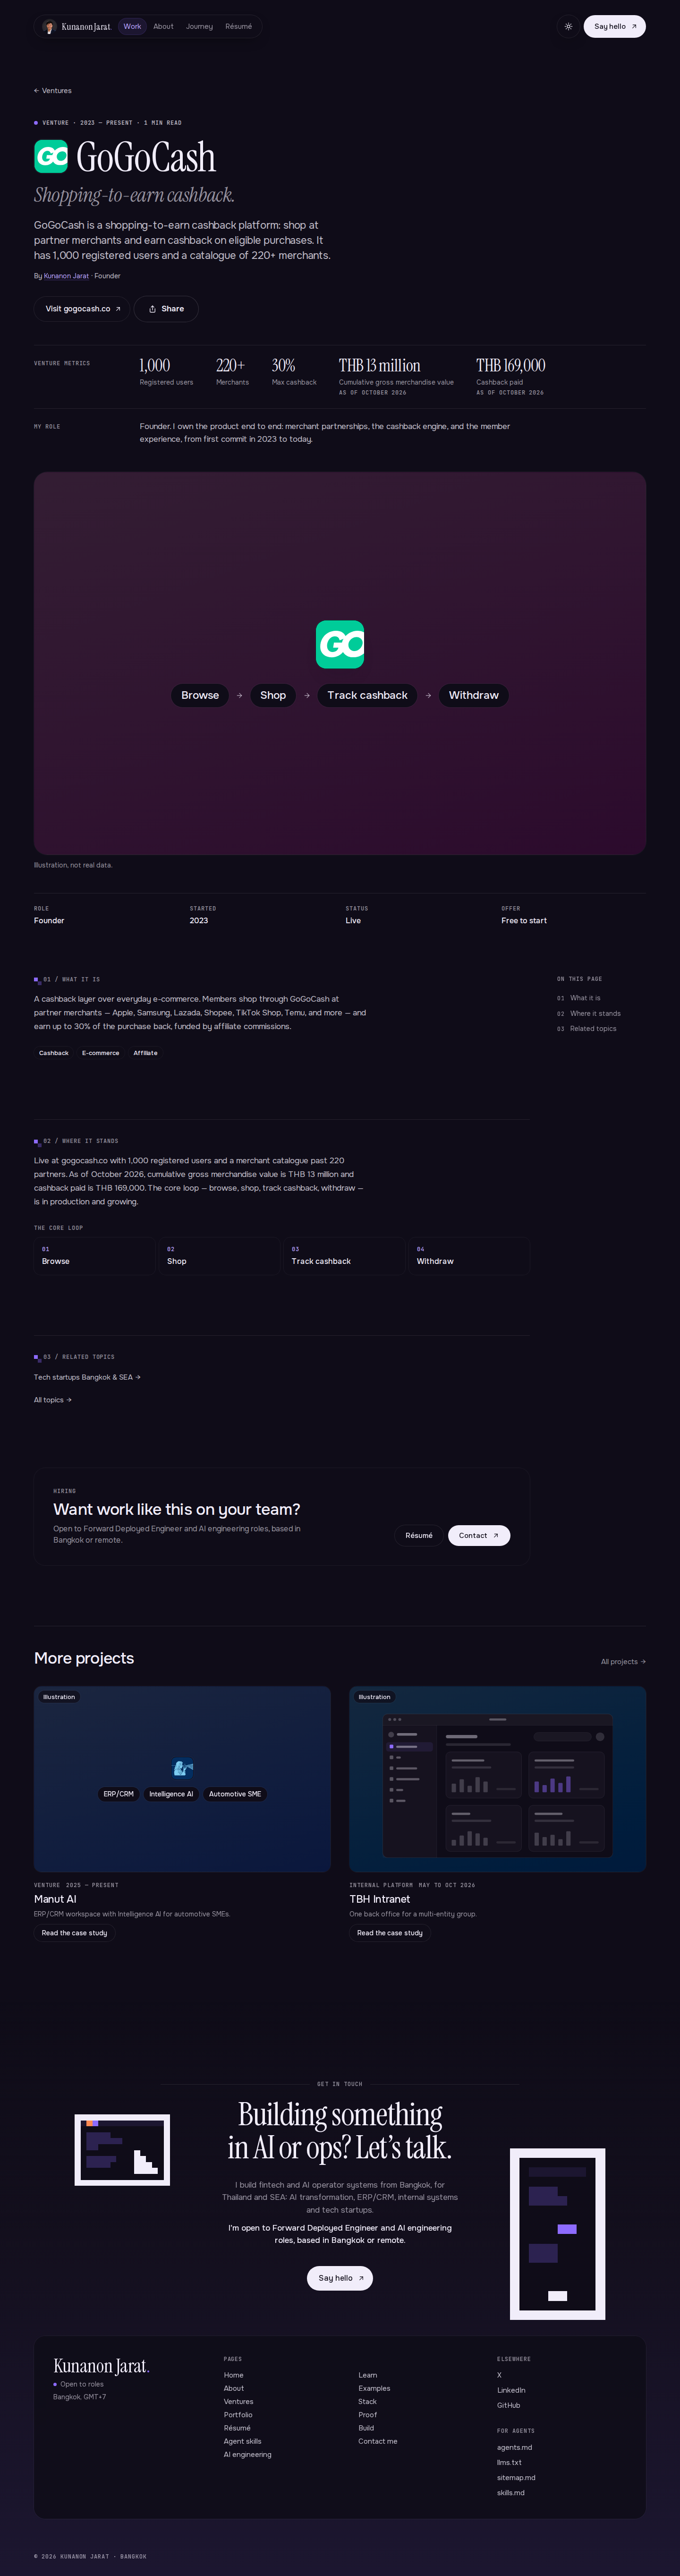 Kunanon Jarat.
Work
About
Journey
Résumé
Say hello ↗
← Ventures
VENTURE · 2023 — PRESENT · 1 MIN READ
GO
GoGoCash
Shopping-to-earn cashback.
GoGoCash is a shopping-to-earn cashback platform: shop at
partner merchants and earn cashback on eligible purchases. It
has 1,000 registered users and a catalogue of 220+ merchants.
By Kunanon Jarat · Founder
Visit gogocash.co ↗
Share
VENTURE METRICS
1,000
Registered users
220+
Merchants
30%
Max cashback
THB 13 million
Cumulative gross merchandise value
AS OF OCTOBER 2026
THB 169,000
Cashback paid
AS OF OCTOBER 2026
MY ROLE
Founder. I own the product end to end: merchant partnerships, the cashback engine, and the member
experience, from first commit in 2023 to today.
GO
Browse → Shop → Track cashback → Withdraw
Illustration, not real data.
ROLE
Founder
STARTED
2023
STATUS
Live
OFFER
Free to start
01 / WHAT IT IS
A cashback layer over everyday e-commerce. Members shop through GoGoCash at
partner merchants — Apple, Samsung, Lazada, Shopee, TikTok Shop, Temu, and more — and
earn up to 30% of the purchase back, funded by affiliate commissions.
Cashback
E-commerce
Affiliate
ON THIS PAGE
01 What it is
02 Where it stands
03 Related topics
02 / WHERE IT STANDS
Live at gogocash.co with 1,000 registered users and a merchant catalogue past 220
partners. As of October 2026, cumulative gross merchandise value is THB 13 million and
cashback paid is THB 169,000. The core loop — browse, shop, track cashback, withdraw —
is in production and growing.
THE CORE LOOP
01
Browse
02
Shop
03
Track cashback
04
Withdraw
03 / RELATED TOPICS
Tech startups Bangkok & SEA →
All topics →
HIRING
Want work like this on your team?
Open to Forward Deployed Engineer and AI engineering roles, based in
Bangkok or remote.
Résumé
Contact ↗
More projects
All projects →
Illustration
ERP/CRM
Intelligence AI
Automotive SME
VENTURE 2025 — PRESENT
Manut AI
ERP/CRM workspace with Intelligence AI for automotive SMEs.
Read the case study
Illustration
INTERNAL PLATFORM MAY TO OCT 2026
TBH Intranet
One back office for a multi-entity group.
Read the case study
GET IN TOUCH
Building something
in AI or ops? Let's talk.
I build fintech and AI operator systems from Bangkok, for
Thailand and SEA: AI transformation, ERP/CRM, internal systems
and tech startups.
I'm open to Forward Deployed Engineer and AI engineering
roles, based in Bangkok or remote.
Say hello ↗
Kunanon Jarat.
Open to roles
Bangkok, GMT+7
PAGES
Home
About
Ventures
Portfolio
Résumé
Agent skills
AI engineering
Learn
Examples
Stack
Proof
Build
Contact me
ELSEWHERE
X
LinkedIn
GitHub
FOR AGENTS
agents.md
llms.txt
sitemap.md
skills.md
© 2026 KUNANON JARAT · BANGKOK